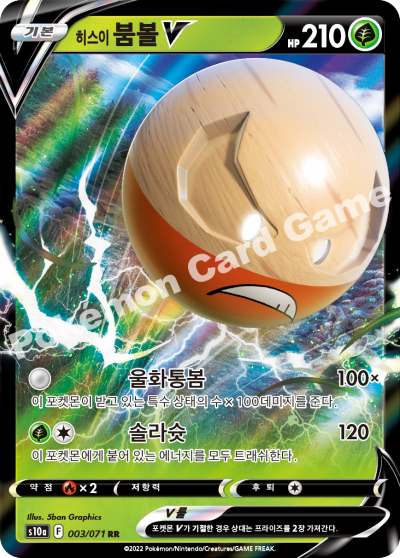 기본 히스이 붐볼 V HP 210
Pokémon Card Game
울화통봄 100×
이 포켓몬이 받고 있는 특수 상태의 수 × 100데미지를 준다.
솔라숏 120
이 포켓몬에게 붙어 있는 에너지를 모두 트래쉬한다.
약점 × 2 저항력 후퇴
Illus. 5ban Graphics
V룰
s10a F 003/071 RR
포켓몬 V가 기절한 경우 상대는 프라이즈를 2장 가져간다.
©2022 Pokémon/Nintendo/Creatures/GAME FREAK.